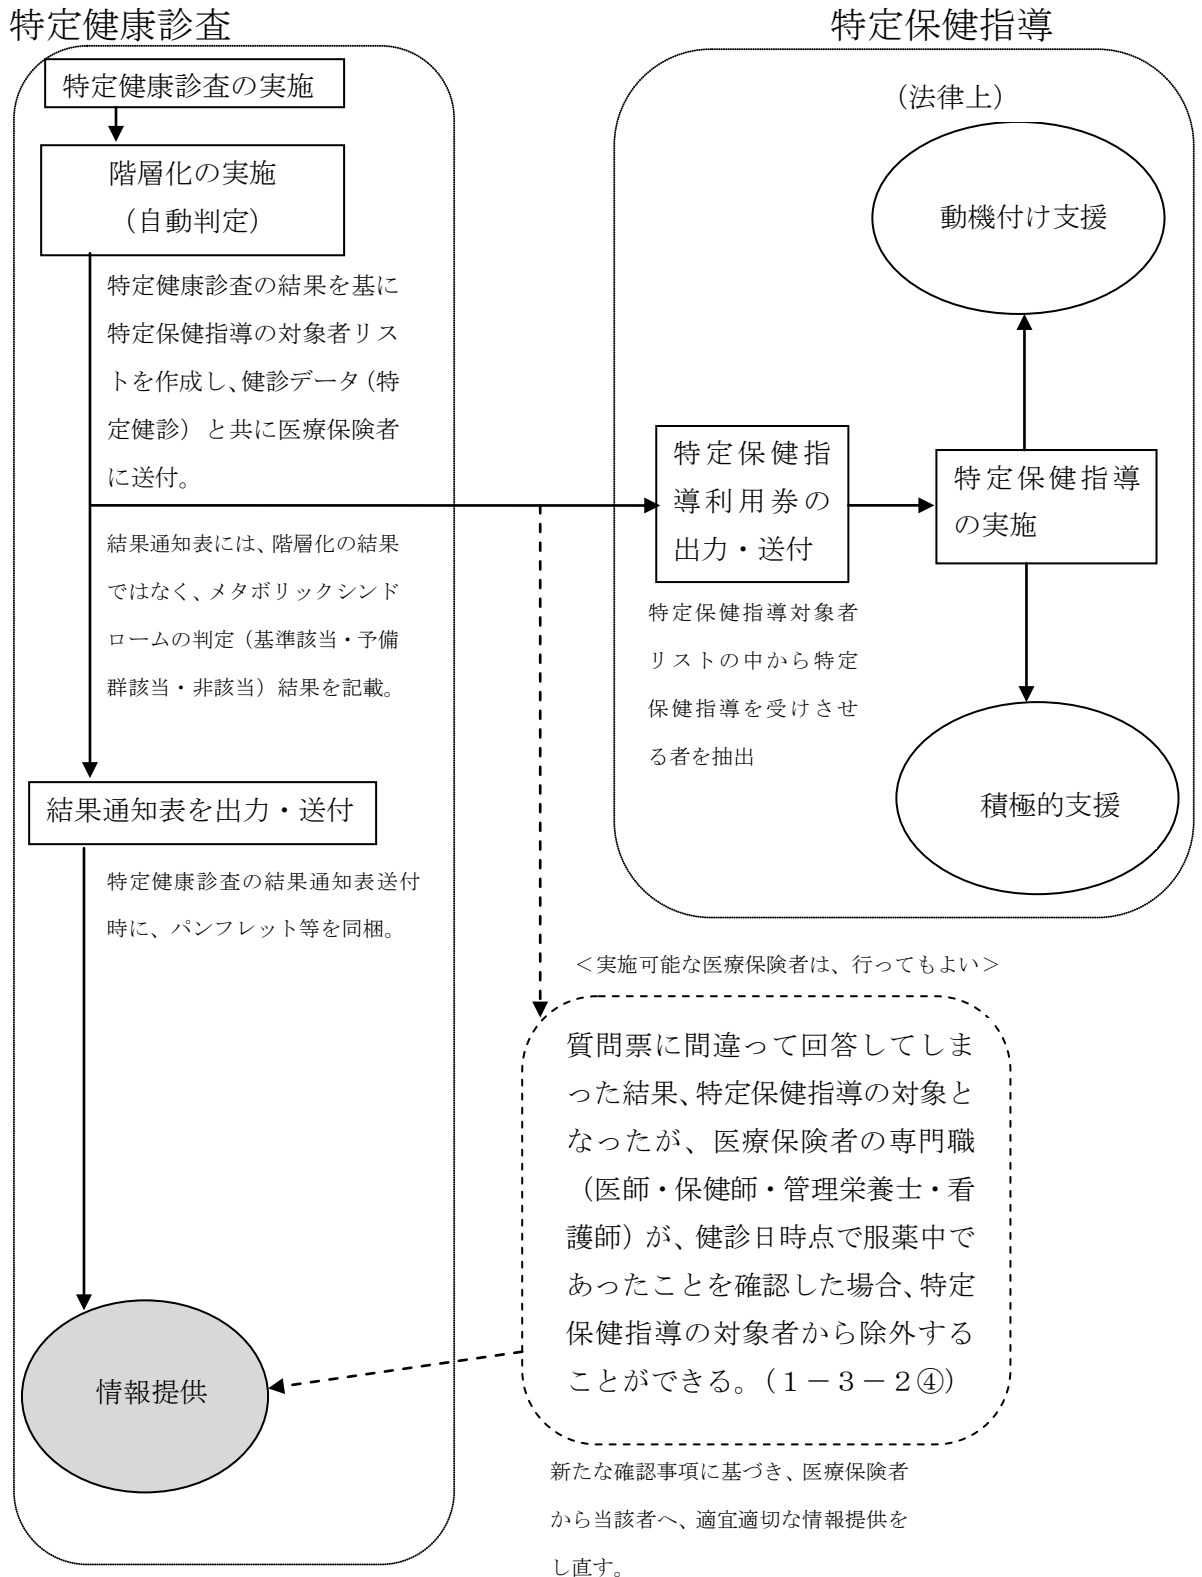 特定健康診査
特定健康診査の実施
階層化の実施
（自動判定）
特定健康診査の結果を基に
特定保健指導の対象者リス
トを作成し、健診データ（特
定健診）と共に医療保険者
に送付。
結果通知表には、階層化の結果
ではなく、メタボリックシンド
ロームの判定（基準該当・予備
群該当・非該当）結果を記載。
結果通知表を出力・送付
特定健康診査の結果通知表送付
時に、パンフレット等を同梱。
情報提供
特定保健指導
（法律上）
動機付け支援
特定保健指
導利用券の
出力・送付
特定保健指導対象者
リストの中から特定
保健指導を受けさせ
る者を抽出
特定保健指導
の実施
積極的支援
＜実施可能な医療保険者は、行ってもよい＞
質問票に間違って回答してしま
った結果、特定保健指導の対象と
なったが、医療保険者の専門職
（医師・保健師・管理栄養士・看
護師）が、健診日時点で服薬中で
あったことを確認した場合、特定
保健指導の対象者から除外する
ことができる。（１－３－２④）
新たな確認事項に基づき、医療保険者
から当該者へ、適宜適切な情報提供を
し直す。